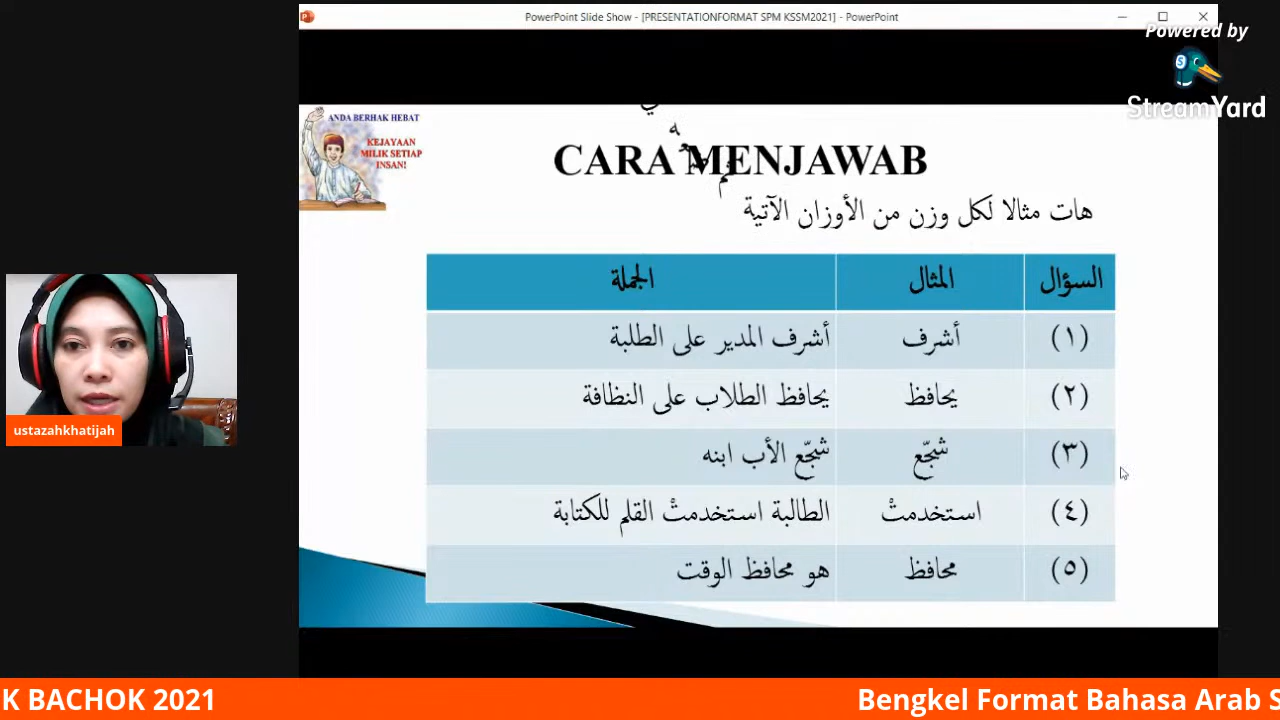 PowerPoint Slide Show - [PRESENTATIONFORMAT SPM KSSM2021] - PowerPoint
Powered by
StreamYard
ANDA BERHAK HEBAT
KEJAYAAN
MILIK SETIAP
INSAN!
CARA MENJAWAB
هات مثالا لكل وزن من الأوزان الآتية
السؤال المثال الجملة
(١) أشرف أشرف المدير على الطلبة
(٢) يحافظ يحافظ الطلاب على النظافة
(٣) شجّع شجّع الأب ابنه
(٤) استخدمتْ الطالبة استخدمتْ القلم للكتابة
(٥) محافظ هو محافظ الوقت
ustazahkhatijah
K BACHOK 2021 Bengkel Format Bahasa Arab S